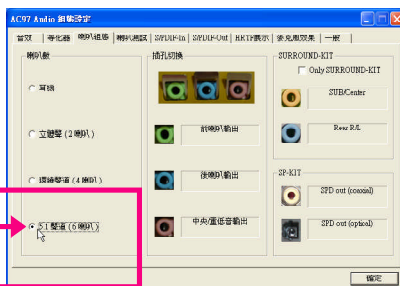 AC97 Audio 組態設定
音效 | 等化器 | 喇叭組態 | 喇叭測試 | S/PDIF-In | S/PDIF-Out | HRTF展示 | 麥克風效果 | 一般
喇叭數
耳機
立體聲 (2 喇叭)
環繞聲道 (4 喇叭)
5.1 聲道 (6 喇叭)
插孔切換
前喇叭輸出
後喇叭輸出
中央/重低音輸出
SURROUND-KIT
Only SURROUND-KIT
SUB/Center
Rear R/L
SP-KIT
SPD out (coaxial)
SPD out (optical)
確定